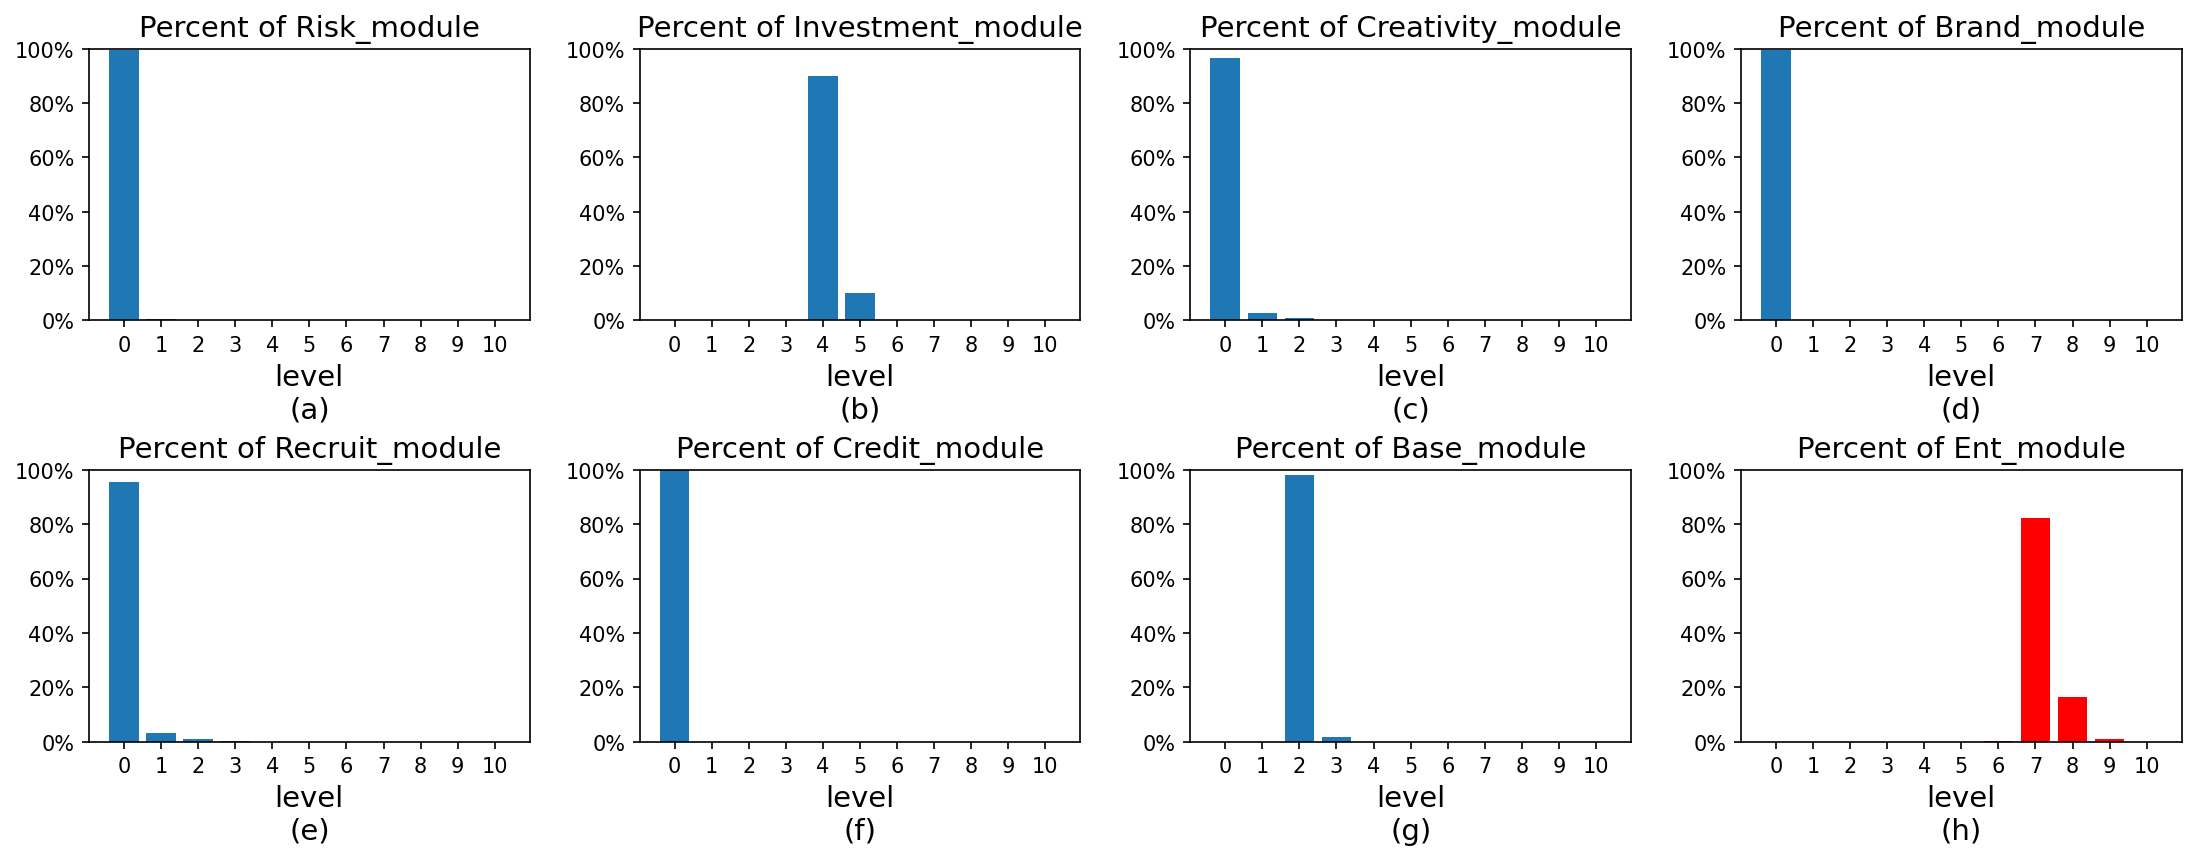 Percent of Risk_module
100%
80%
60%
40%
20%
0%
0 1 2 3 4 5 6 7 8 9 10
level
(a)
Percent of Investment_module
100%
80%
60%
40%
20%
0%
0 1 2 3 4 5 6 7 8 9 10
level
(b)
Percent of Creativity_module
100%
80%
60%
40%
20%
0%
0 1 2 3 4 5 6 7 8 9 10
level
(c)
Percent of Brand_module
100%
80%
60%
40%
20%
0%
0 1 2 3 4 5 6 7 8 9 10
level
(d)
Percent of Recruit_module
100%
80%
60%
40%
20%
0%
0 1 2 3 4 5 6 7 8 9 10
level
(e)
Percent of Credit_module
100%
80%
60%
40%
20%
0%
0 1 2 3 4 5 6 7 8 9 10
level
(f)
Percent of Base_module
100%
80%
60%
40%
20%
0%
0 1 2 3 4 5 6 7 8 9 10
level
(g)
Percent of Ent_module
100%
80%
60%
40%
20%
0%
0 1 2 3 4 5 6 7 8 9 10
level
(h)